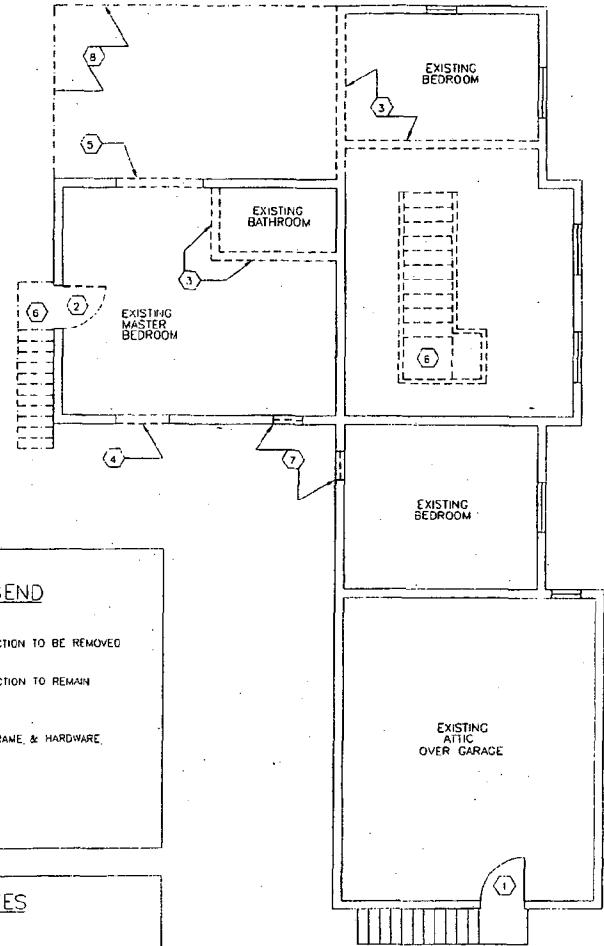 8
EXISTING
BEDROOM
3
5
EXISTING
BATHROOM
3
6
2
EXISTING
MASTER
BEDROOM
6
4
7
EXISTING
BEDROOM
GEND
CTION TO BE REMOVED
CTION TO REMAIN
RAME, & HARDWARE,
EXISTING
ATTIC
OVER GARAGE
ES
1